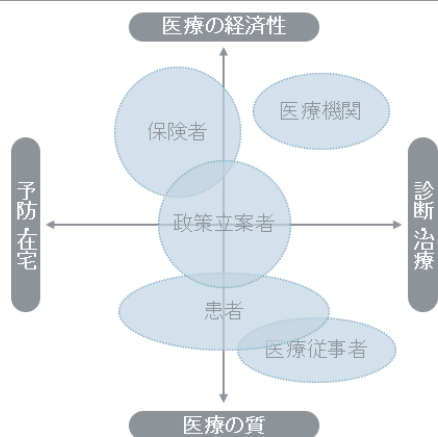 医療の経済性
保険者
医療機関
予防・在宅
診断・治療
政策立案者
患者
医療従事者
医療の質